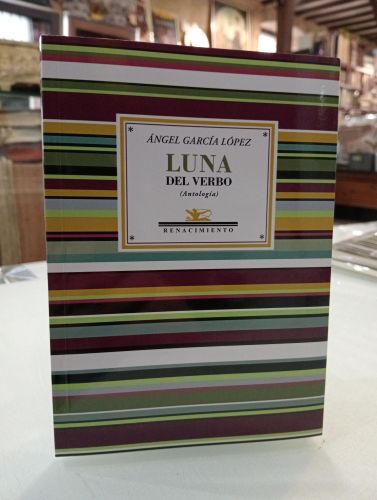 ÁNGEL GARCÍA LÓPEZ
LUNA
DEL VERBO
(Antología)
RENACIMIENTO